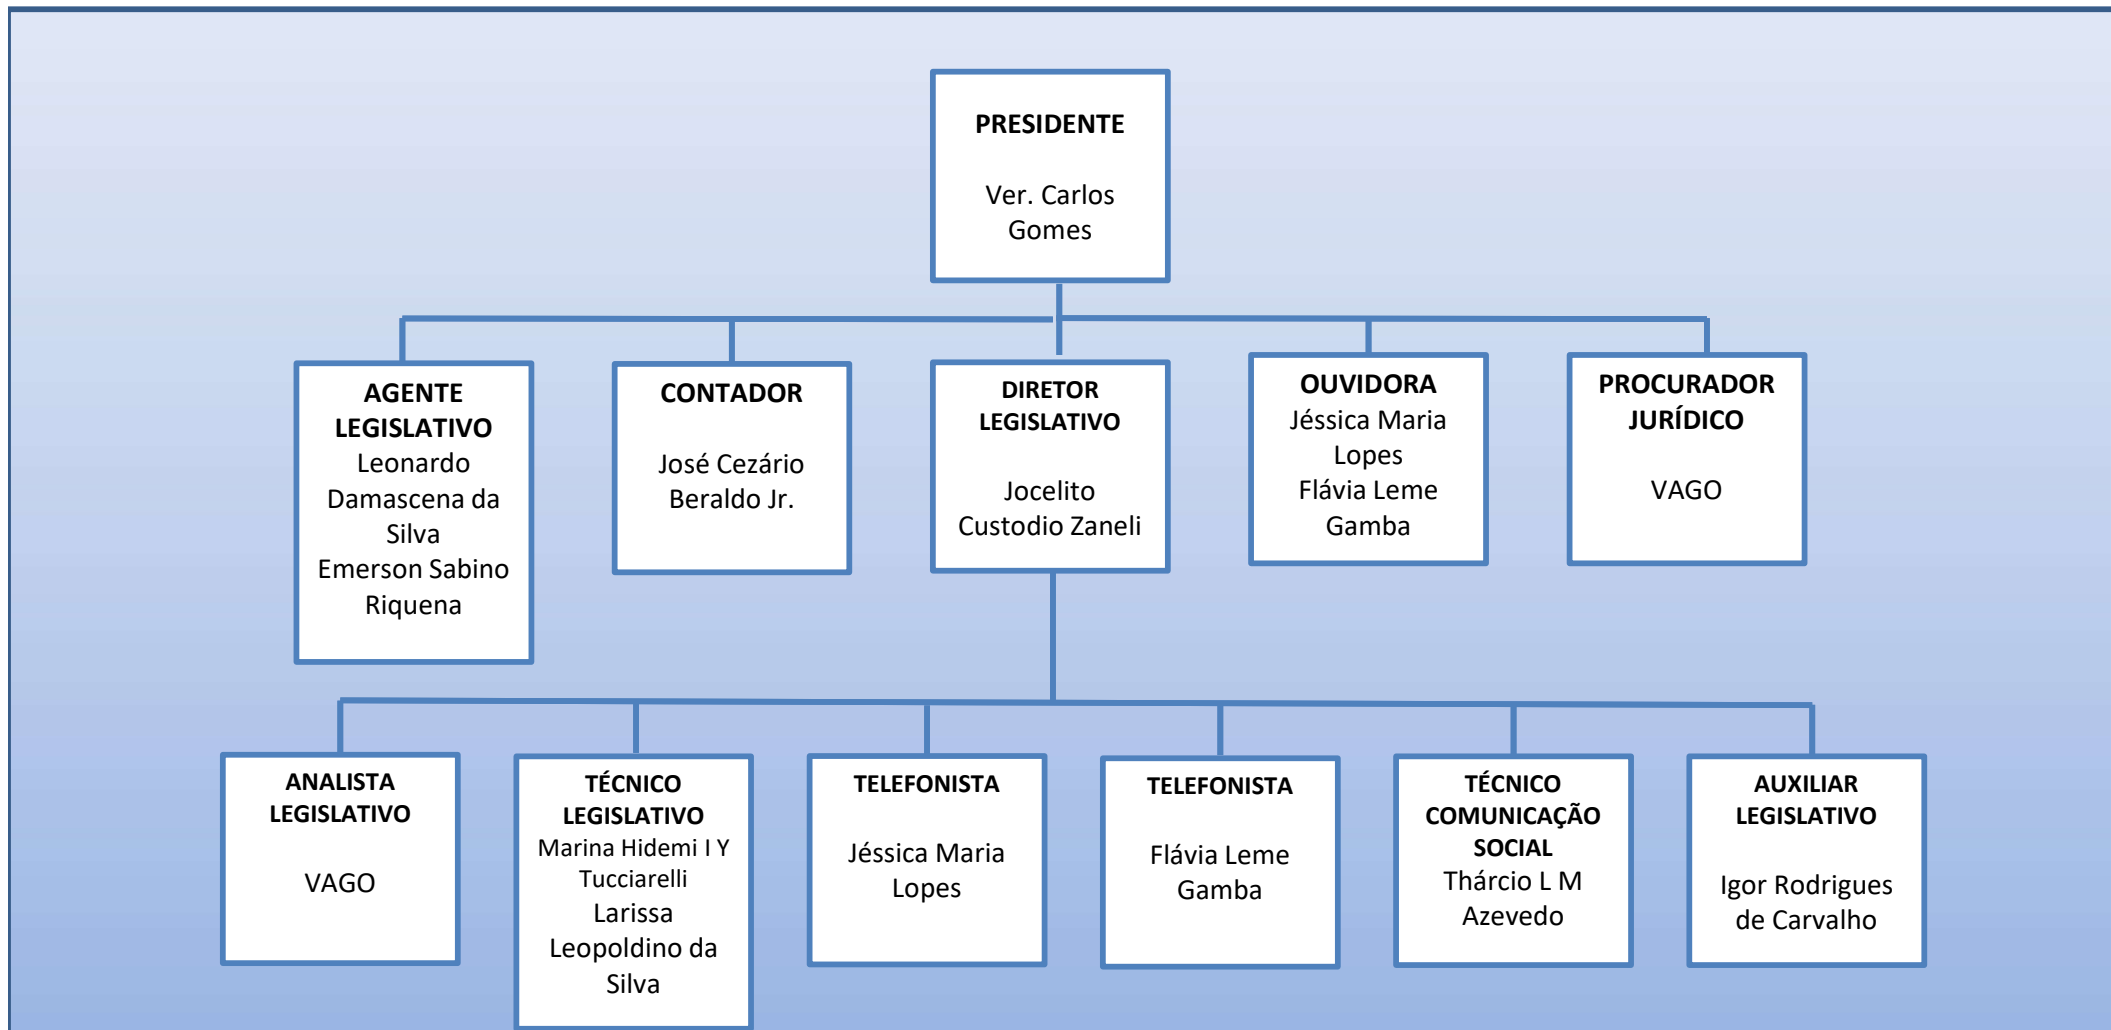 PRESIDENTE
Ver. Carlos
Gomes
AGENTE
LEGISLATIVO
Leonardo
Damascena da
Silva
Emerson Sabino
Riquena
CONTADOR
José Cezário
Beraldo Jr.
DIRETOR
LEGISLATIVO
Jocelito
Custodio Zaneli
OUVIDORA
Jéssica Maria
Lopes
Flávia Leme
Gamba
PROCURADOR
JURÍDICO
VAGO
ANALISTA
LEGISLATIVO
VAGO
TÉCNICO
LEGISLATIVO
Marina Hidemi I Y
Tucciarelli
Larissa
Leopoldino da
Silva
TELEFONISTA
Jéssica Maria
Lopes
TELEFONISTA
Flávia Leme
Gamba
TÉCNICO
COMUNICAÇÃO
SOCIAL
Thárcio L M
Azevedo
AUXILIAR
LEGISLATIVO
Igor Rodrigues
de Carvalho